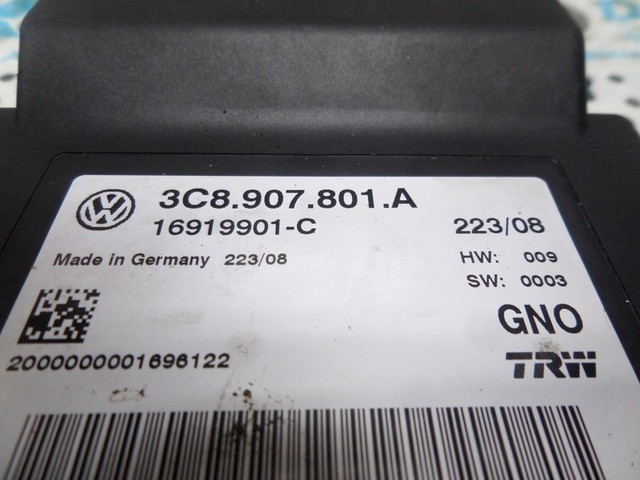 3C8.907.801.A
16919901-C 223/08
Made in Germany 223/08 HW: 009
SW: 0003
GNO
2000000001696122 TRW